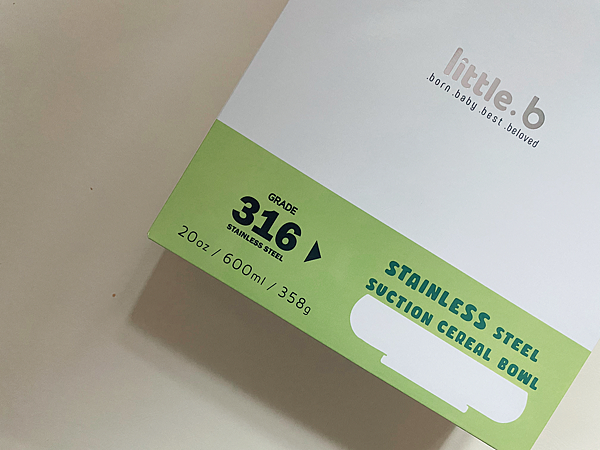 little.b
.born.baby.best.beloved
GRADE
316
STAINLESS STEEL
20oz / 600ml / 358g
STAINLESS STEEL
SUCTION CEREAL BOWL